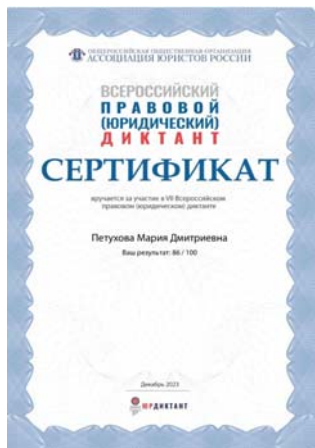 ОБЩЕРОССИЙСКАЯ ОБЩЕСТВЕННАЯ ОРГАНИЗАЦИЯ
АССОЦИАЦИЯ ЮРИСТОВ РОССИИ
ВСЕРОССИЙСКИЙ
ПРАВОВОЙ
(ЮРИДИЧЕСКИЙ)
ДИКТАНТ
СЕРТИФИКАТ
вручается за участие в VII Всероссийском
правовом (юридическом) диктанте
Петухова Мария Дмитриевна
Ваш результат: 86 / 100
Декабрь 2023
ЮРДИКТАНТ